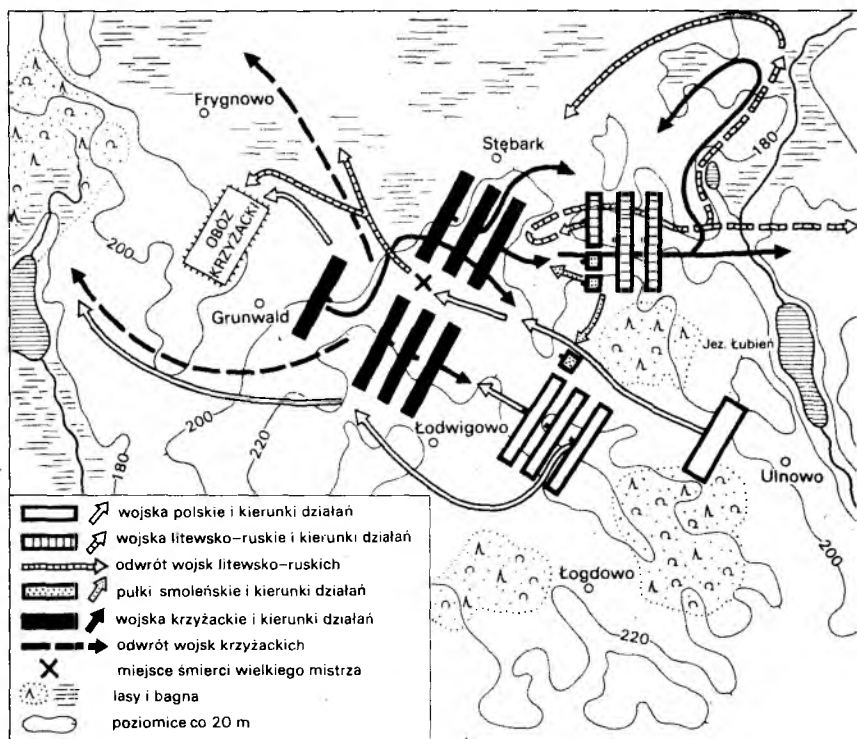 Frygnowo
Stębark
180
OBÓZ
KRZYŻACKI
200
Grunwald
Jez. Łubień
Łodwigowo
200
220
180
Ulnowo
200
Łogdowo
220
wojska polskie i kierunki działań
wojska litewsko-ruskie i kierunki działań
odwrót wojsk litewsko-ruskich
pułki smoleńskie i kierunki działań
wojska krzyżackie i kierunki działań
odwrót wojsk krzyżackich
miejsce śmierci wielkiego mistrza
lasy i bagna
poziomice co 20 m